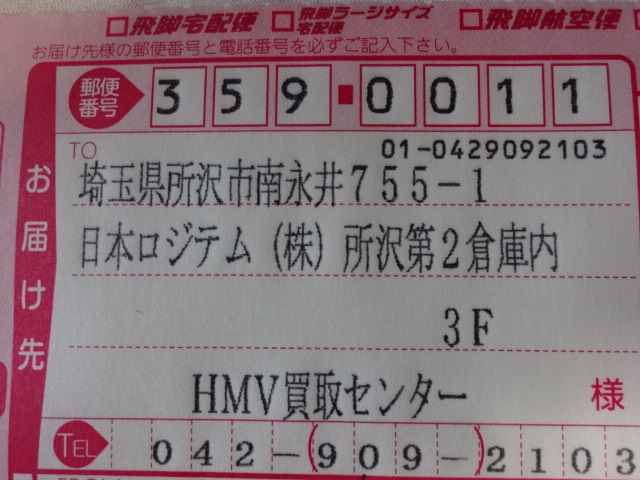 飛脚宅配便 飛脚ラージサイズ宅配便 飛脚航空便
お届け先様の郵便番号と電話番号を必ずご記入下さい。
郵便番号 359-0011
TO 01-0429092103
お届け先
埼玉県所沢市南永井755-1
日本ロジテム(株)所沢第2倉庫内
3F
HMV買取センター 様
TEL 042-(909-)2103